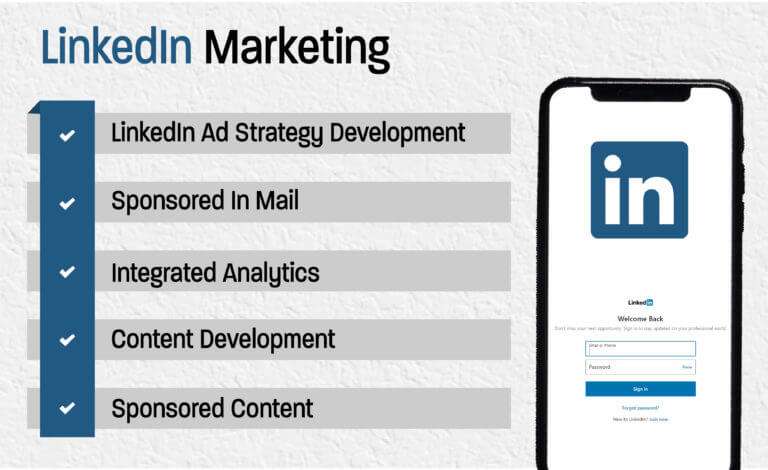 LinkedIn Marketing
LinkedIn Ad Strategy Development
Sponsored In Mail
Integrated Analytics
Content Development
Sponsored Content
in
Linked in
Welcome Back
Don't miss your next opportunity. Sign in to stay updated on your professional world.
Email or Phone
Password
Show
Sign in
Forgot password?
New to LinkedIn? Join now